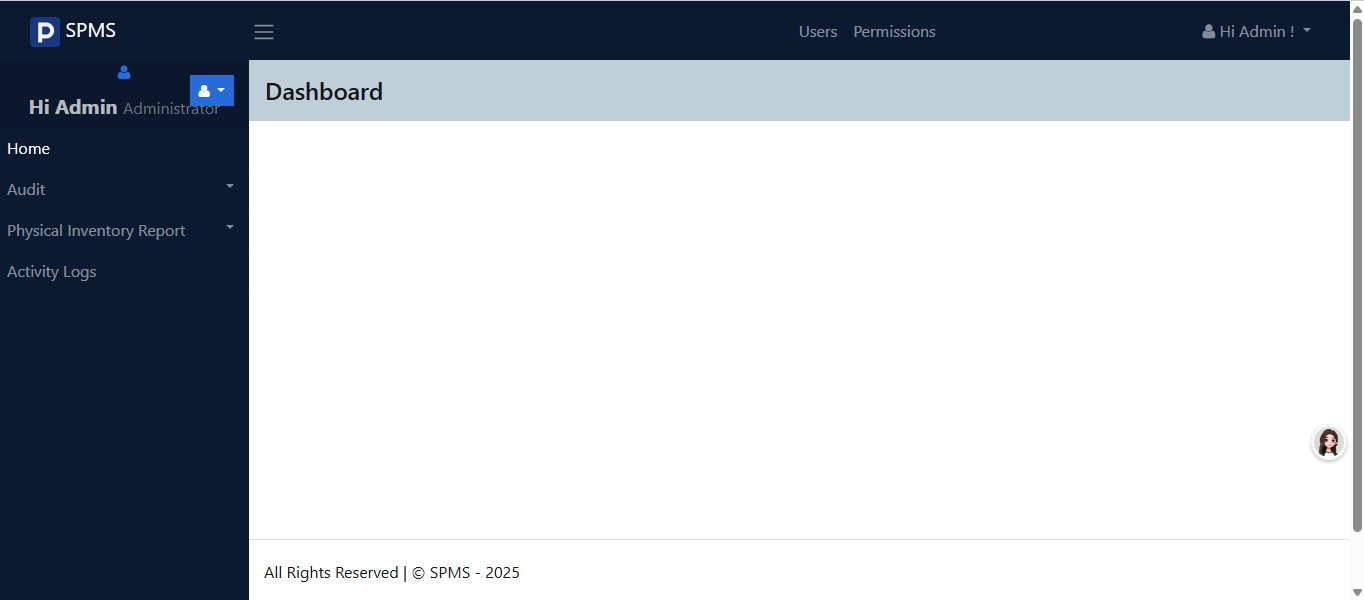 P SPMS
Users Permissions
Hi Admin !
Hi Admin Administrator
Dashboard
Home
Audit
Physical Inventory Report
Activity Logs
All Rights Reserved | © SPMS - 2025